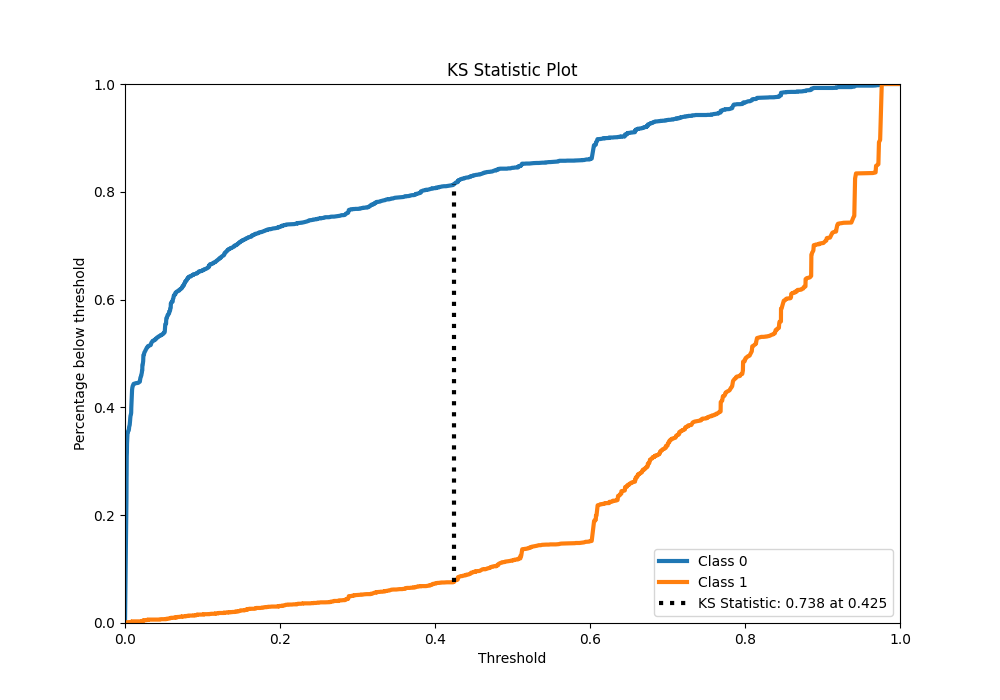 KS Statistic Plot
1.0
0.8
0.6
0.4
0.2
0.0
Percentage below threshold
0.0 0.2 0.4 0.6 0.8 1.0
Threshold
Class 0
Class 1
KS Statistic: 0.738 at 0.425